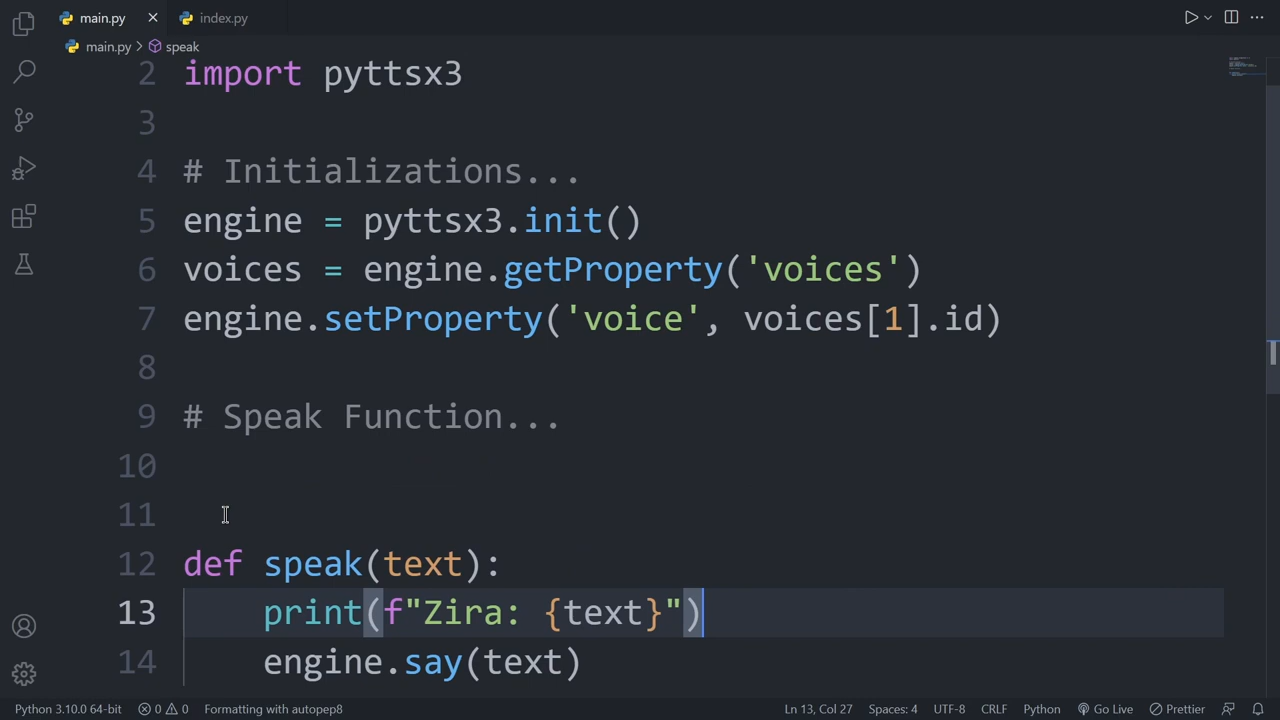 main.py
index.py
main.py
speak
2 import pyttsx3
3
4 # Initializations...
5 engine = pyttsx3.init()
6 voices = engine.getProperty('voices')
7 engine.setProperty('voice', voices[1].id)
8
9 # Speak Function...
10
11
12 def speak(text):
13     print(f"Zira: {text}")
14     engine.say(text)
Python 3.10.0 64-bit 0 0 Formatting with autopep8 Ln 13, Col 27 Spaces: 4 UTF-8 CRLF Python Go Live Prettier